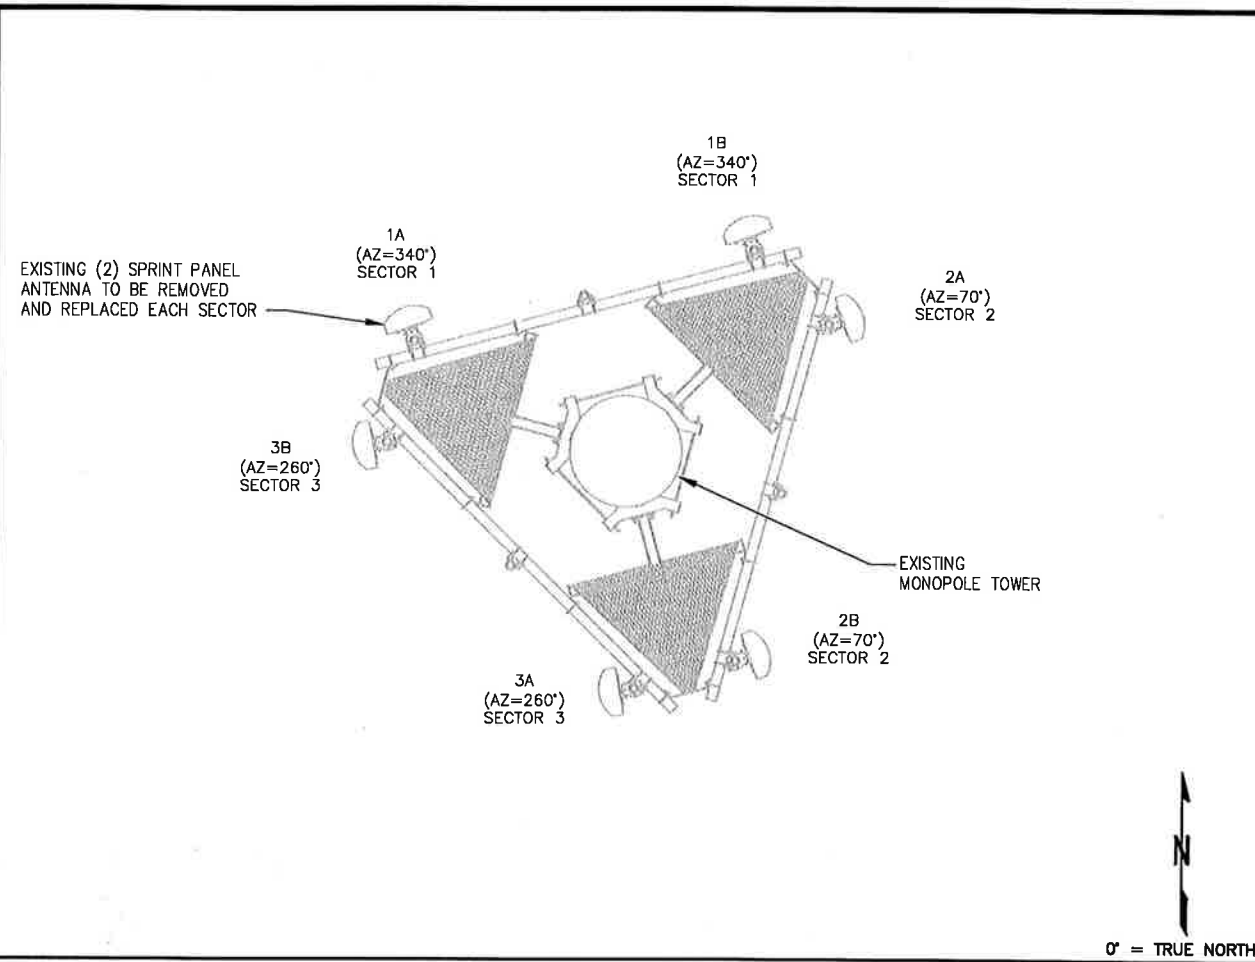 1B
(AZ=340°)
SECTOR 1
1A
(AZ=340°)
SECTOR 1
EXISTING (2) SPRINT PANEL
ANTENNA TO BE REMOVED
AND REPLACED EACH SECTOR
2A
(AZ=70°)
SECTOR 2
3B
(AZ=260°)
SECTOR 3
EXISTING
MONOPOLE TOWER
2B
(AZ=70°)
SECTOR 2
3A
(AZ=260°)
SECTOR 3
N
0° = TRUE NORTH